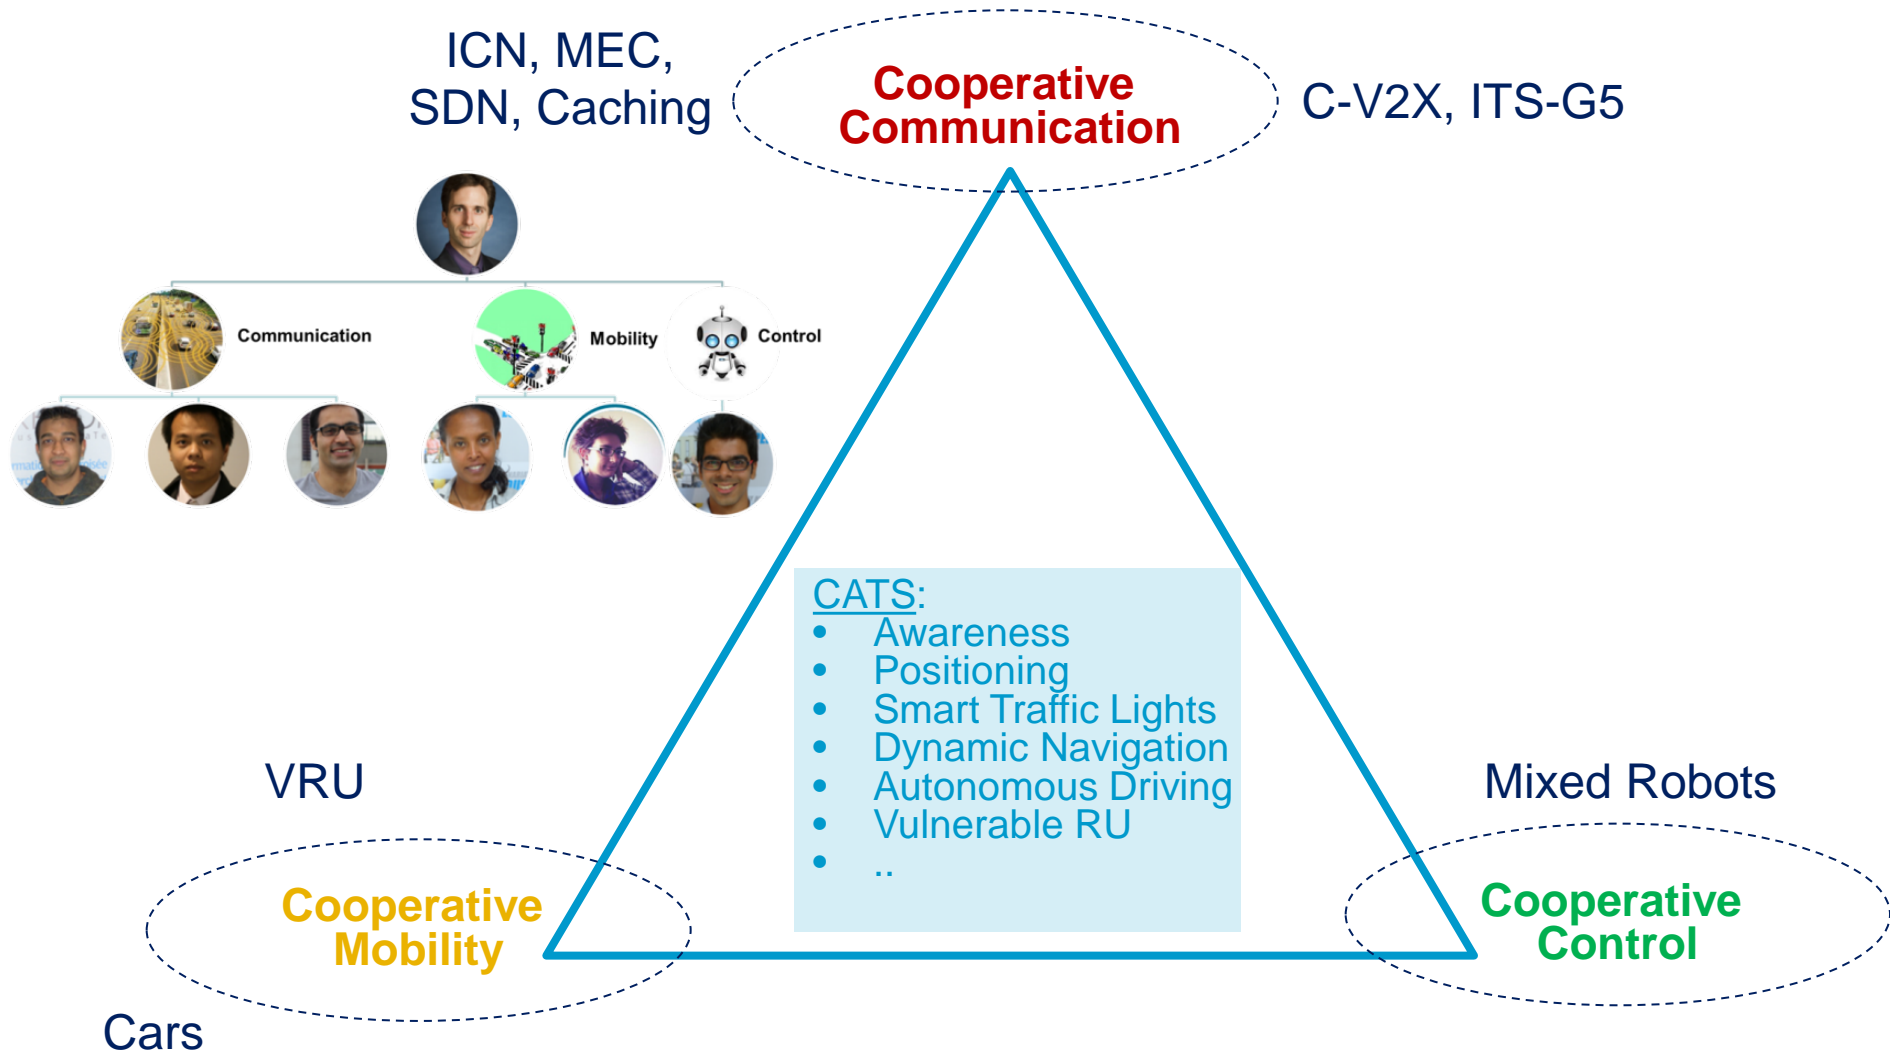 ICN, MEC,
SDN, Caching
Cooperative
Communication
C-V2X, ITS-G5
Communication
Mobility
Control
CATS:
• Awareness
• Positioning
• Smart Traffic Lights
• Dynamic Navigation
• Autonomous Driving
• Vulnerable RU
• ..
VRU
Cooperative
Mobility
Cars
Mixed Robots
Cooperative
Control